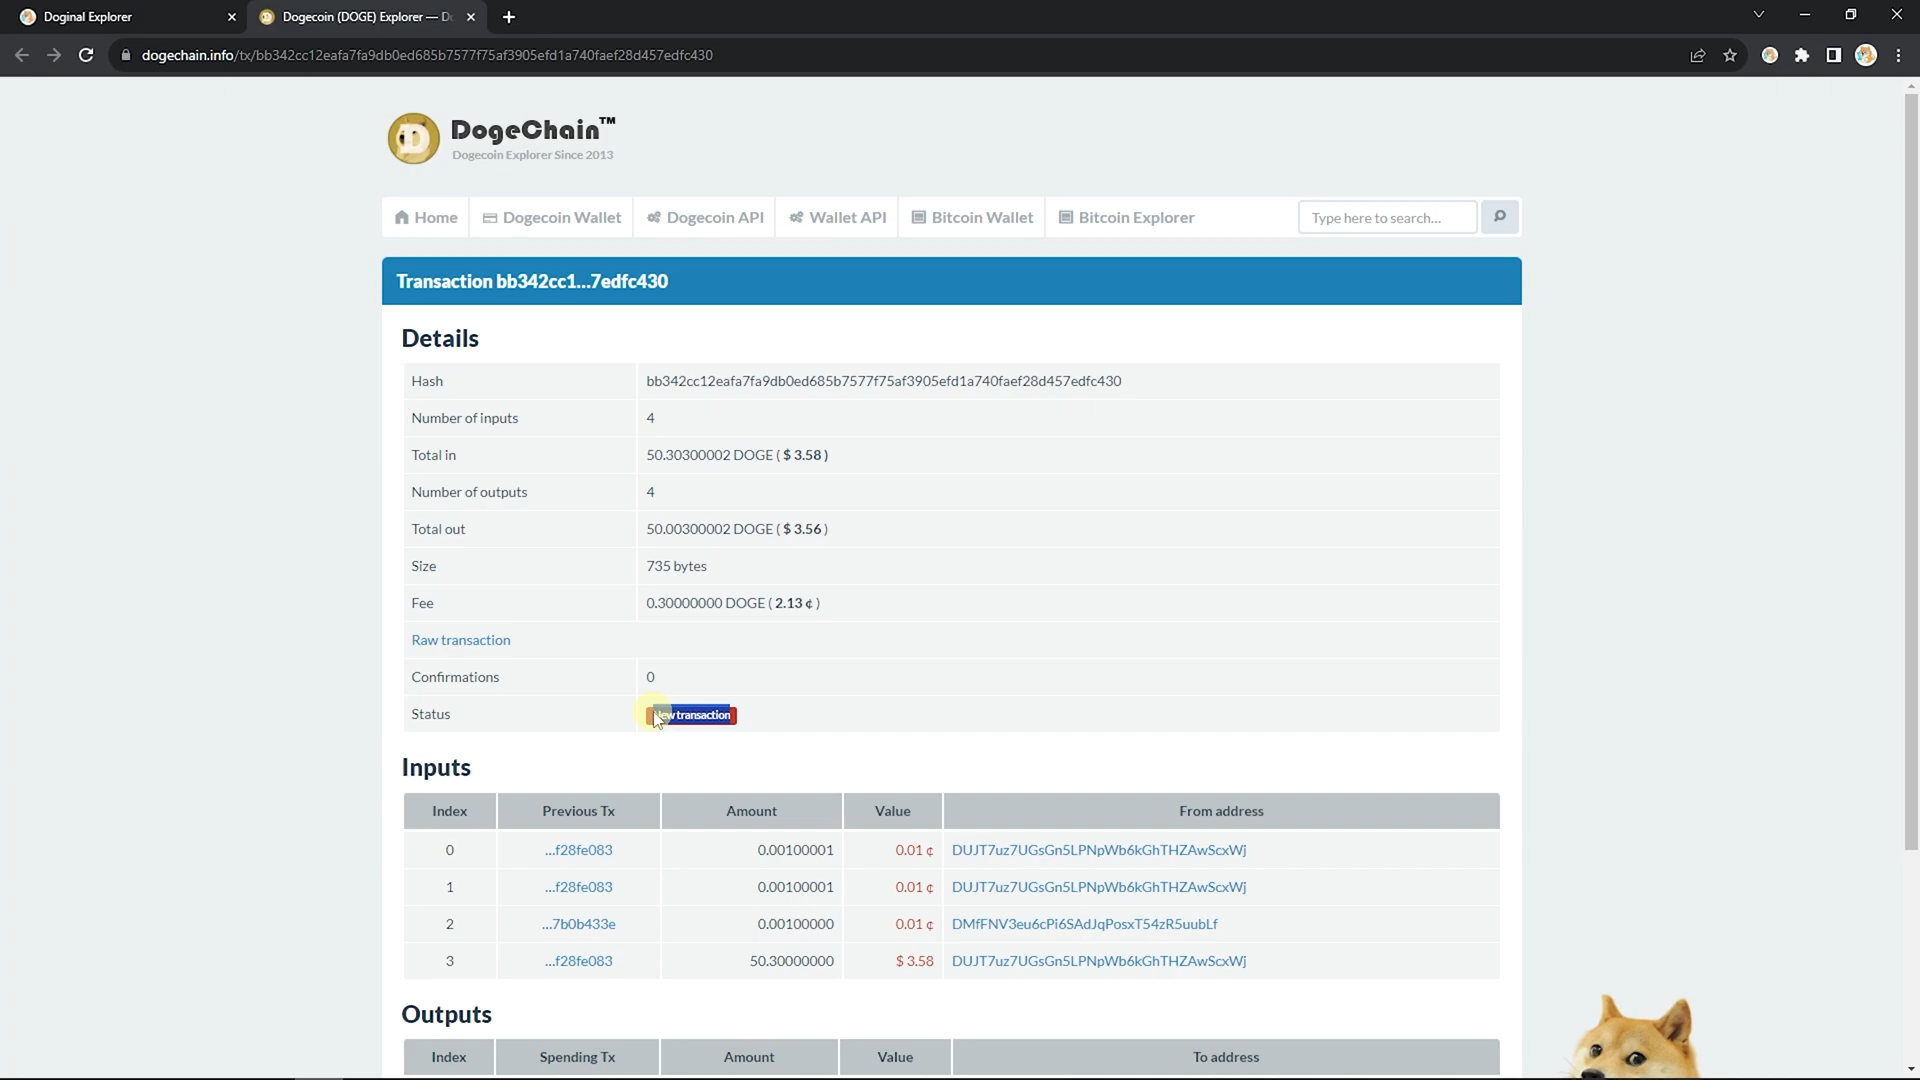 Doginal Explorer
Dogecoin (DOGE) Explorer — D
dogechain.info/tx/bb342cc12eafa7fa9db0ed685b7577f75af3905efd1a740faef28d457edfc430
DogeChain™
Dogecoin Explorer Since 2013
Home Dogecoin Wallet Dogecoin API Wallet API Bitcoin Wallet Bitcoin Explorer Type here to search...
Transaction bb342cc1...7edfc430
Details
Hash bb342cc12eafa7fa9db0ed685b7577f75af3905efd1a740faef28d457edfc430
Number of inputs 4
Total in 50.30300002 DOGE ( $ 3.58 )
Number of outputs 4
Total out 50.00300002 DOGE ( $ 3.56 )
Size 735 bytes
Fee 0.30000000 DOGE ( 2.13 ¢ )
Raw transaction
Confirmations 0
Status New transaction
Inputs
Index Previous Tx Amount Value From address
0 ...f28fe083 0.00100001 0.01 ¢ DUJT7uz7UGsGn5LPNpWb6kGhTHZAwScxWj
1 ...f28fe083 0.00100001 0.01 ¢ DUJT7uz7UGsGn5LPNpWb6kGhTHZAwScxWj
2 ...7b0b433e 0.00100000 0.01 ¢ DMfFNV3eu6cPi6SAdJqPosxT54zR5uubLf
3 ...f28fe083 50.30000000 $ 3.58 DUJT7uz7UGsGn5LPNpWb6kGhTHZAwScxWj
Outputs
Index Spending Tx Amount Value To address